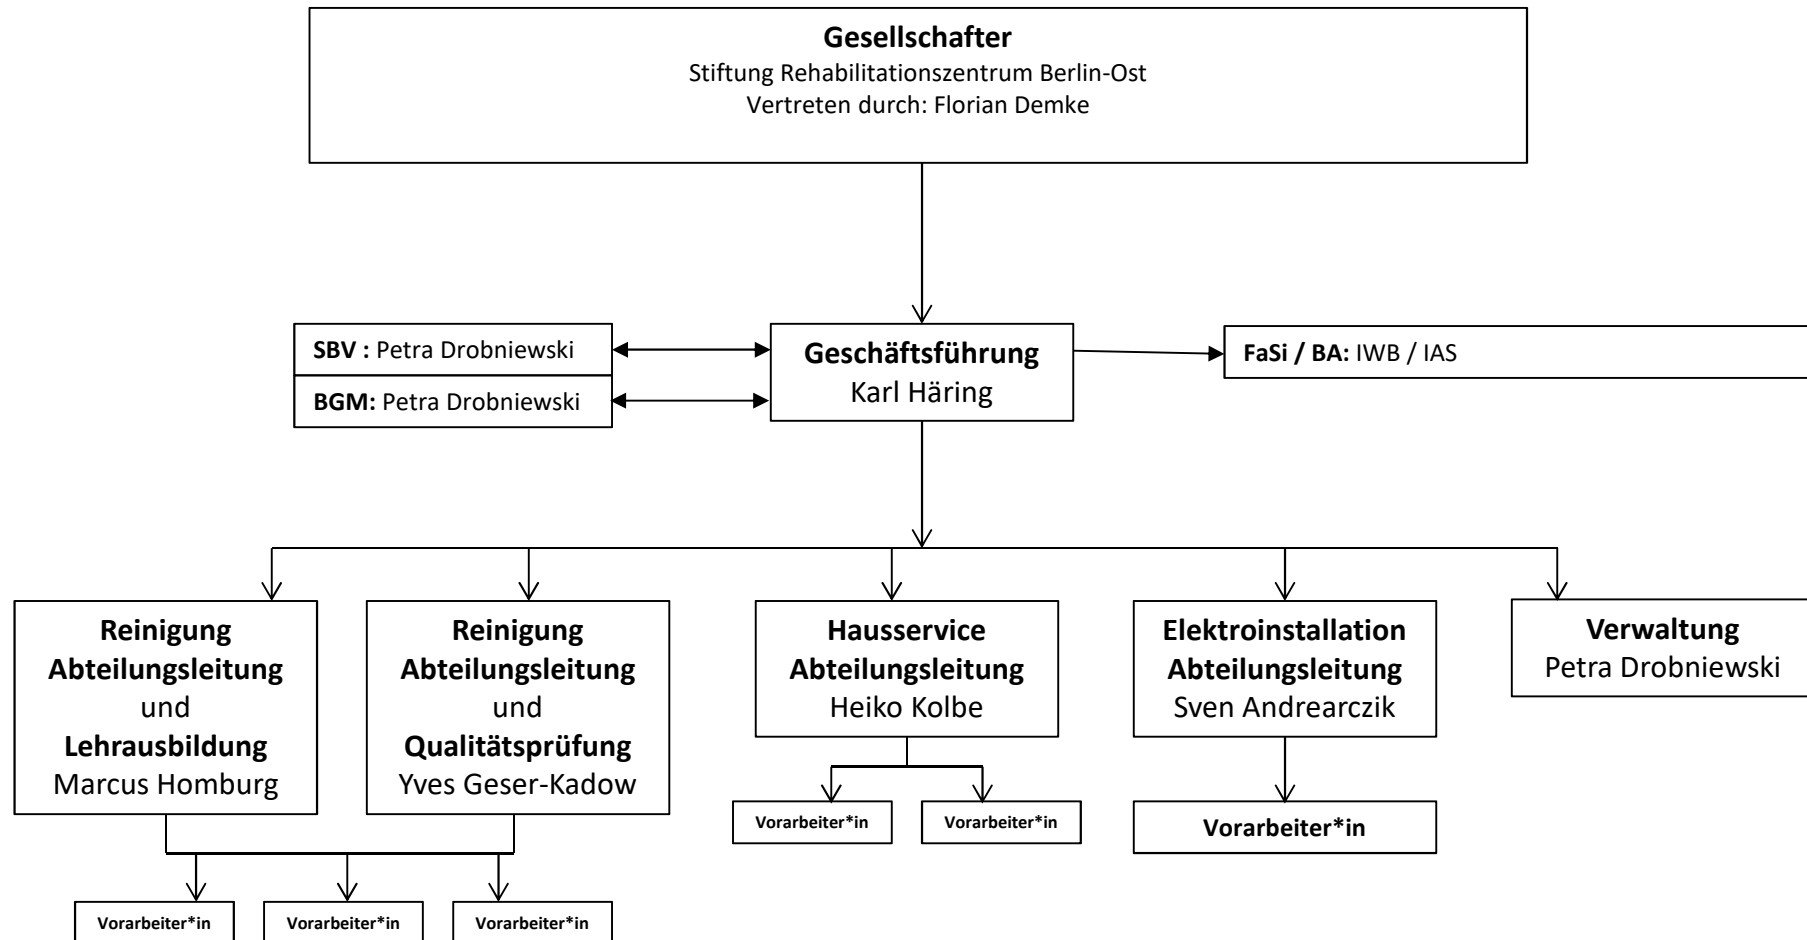 Gesellschafter
Stiftung Rehabilitationszentrum Berlin-Ost
Vertreten durch: Florian Demke
SBV : Petra Drobniewski
BGM: Petra Drobniewski
Geschäftsführung
Karl Häring
FaSi / BA: IWB / IAS
Reinigung
Abteilungsleitung
und
Lehrausbildung
Marcus Homburg
Reinigung
Abteilungsleitung
und
Qualitätsprüfung
Yves Geser-Kadow
Hausservice
Abteilungsleitung
Heiko Kolbe
Elektroinstallation
Abteilungsleitung
Sven Andrearczik
Verwaltung
Petra Drobniewski
Vorarbeiter*in
Vorarbeiter*in
Vorarbeiter*in
Vorarbeiter*in
Vorarbeiter*in
Vorarbeiter*in